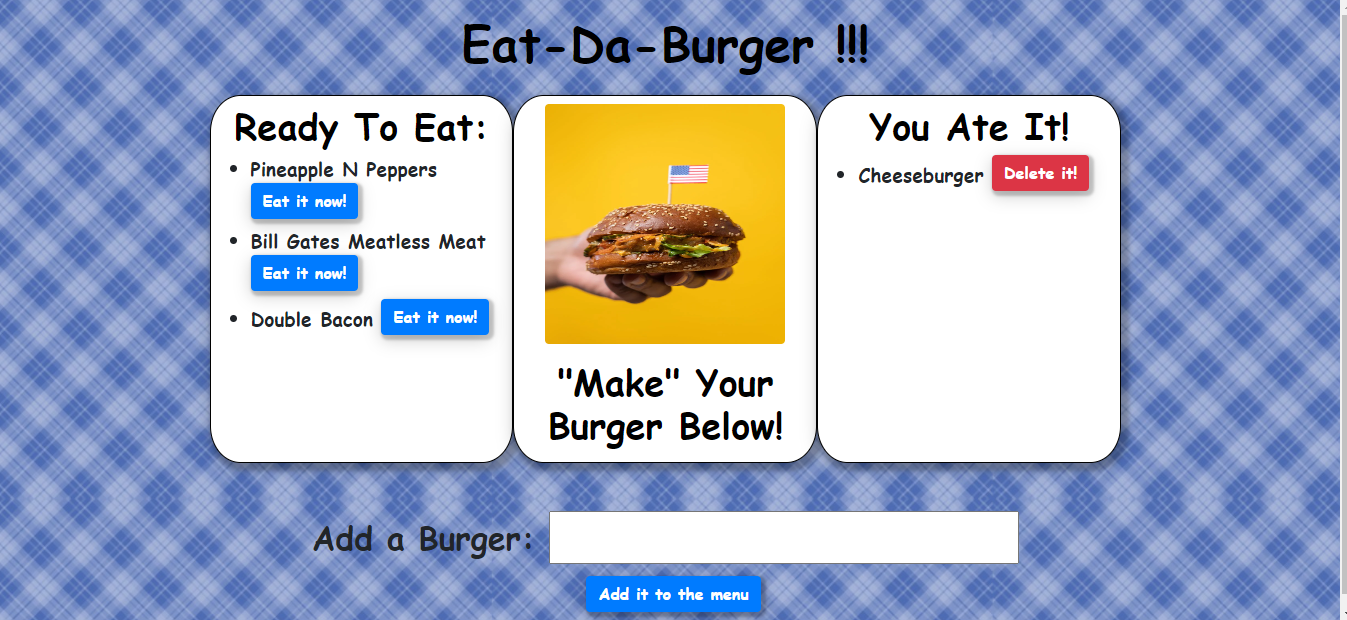 Eat-Da-Burger !!!
Ready To Eat:
Pineapple N Peppers
Eat it now!
Bill Gates Meatless Meat
Eat it now!
Double Bacon Eat it now!
"Make" Your
Burger Below!
You Ate It!
Cheeseburger Delete it!
Add a Burger:
Add it to the menu